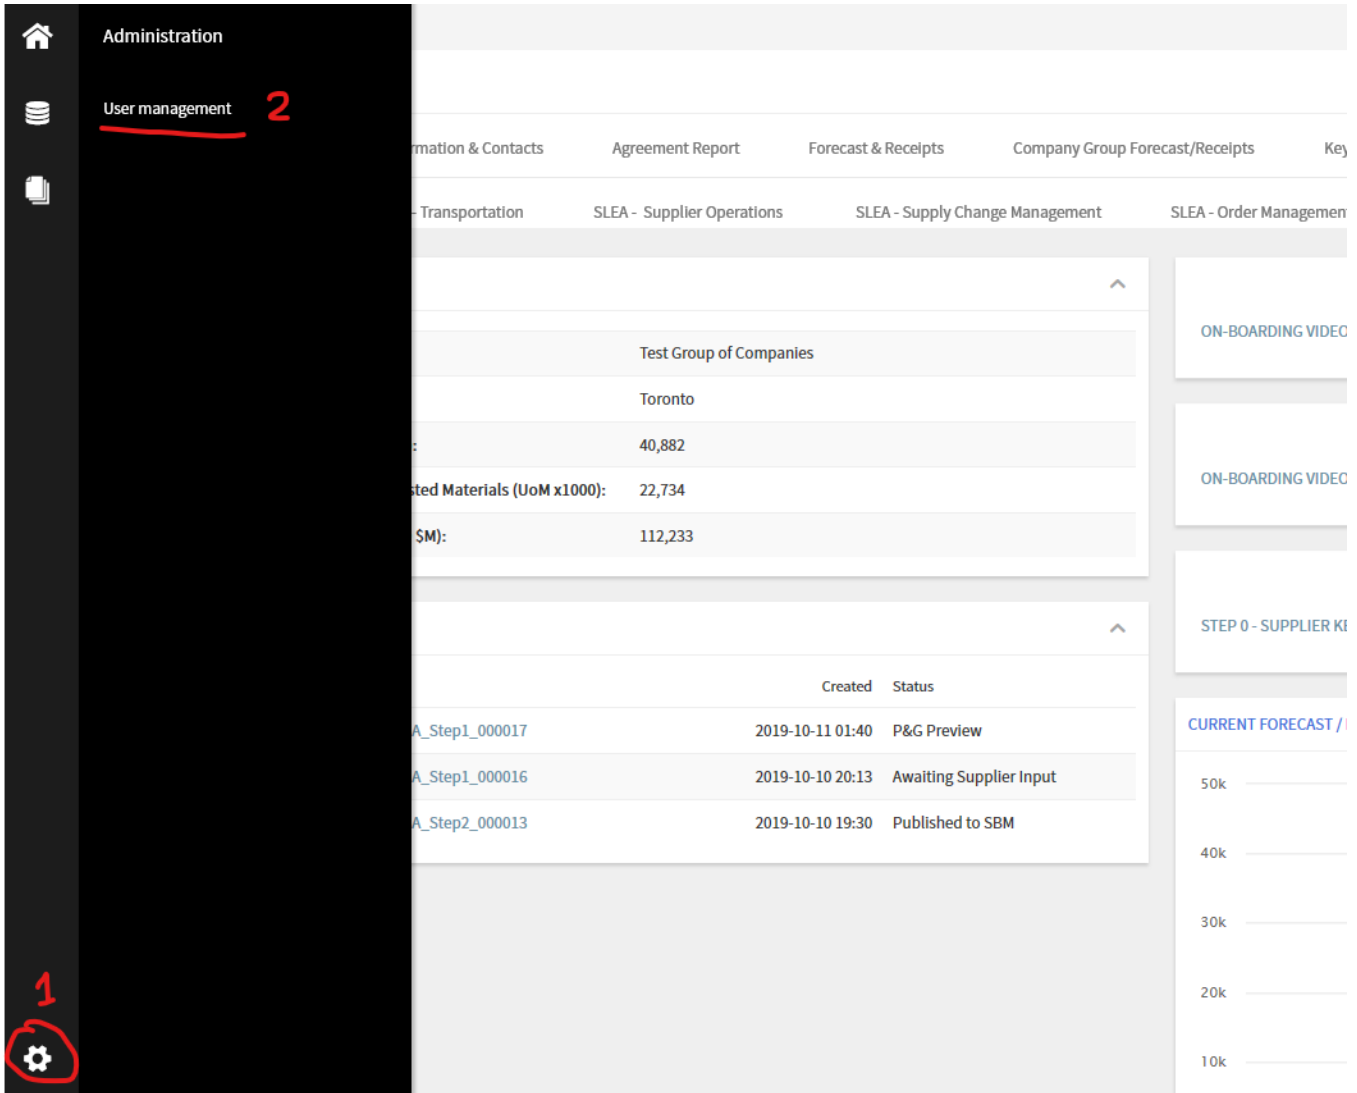 Administration
User management 2
rmation & Contacts Agreement Report Forecast & Receipts Company Group Forecast/Receipts Key
- Transportation SLEA - Supplier Operations SLEA - Supply Change Management SLEA - Order Management
ON-BOARDING VIDEO
Test Group of Companies
Toronto
: 40,882
ON-BOARDING VIDEO
sted Materials (UoM x1000): 22,734
$M): 112,233
STEP 0 - SUPPLIER KE
Created Status
CURRENT FORECAST /
A_Step1_000017 2019-10-11 01:40 P&G Preview
A_Step1_000016 2019-10-10 20:13 Awaiting Supplier Input
50k
A_Step2_000013 2019-10-10 19:30 Published to SBM
40k
30k
1
20k
10k